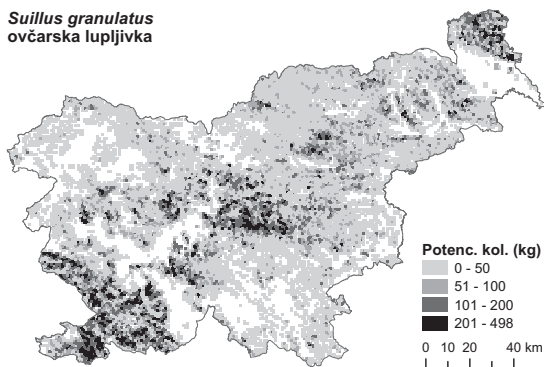 Suillus granulatus
ovčarska lupljivka
Potenc. kol. (kg)
0 - 50
51 - 100
101 - 200
201 - 498
0 10 20 40 km